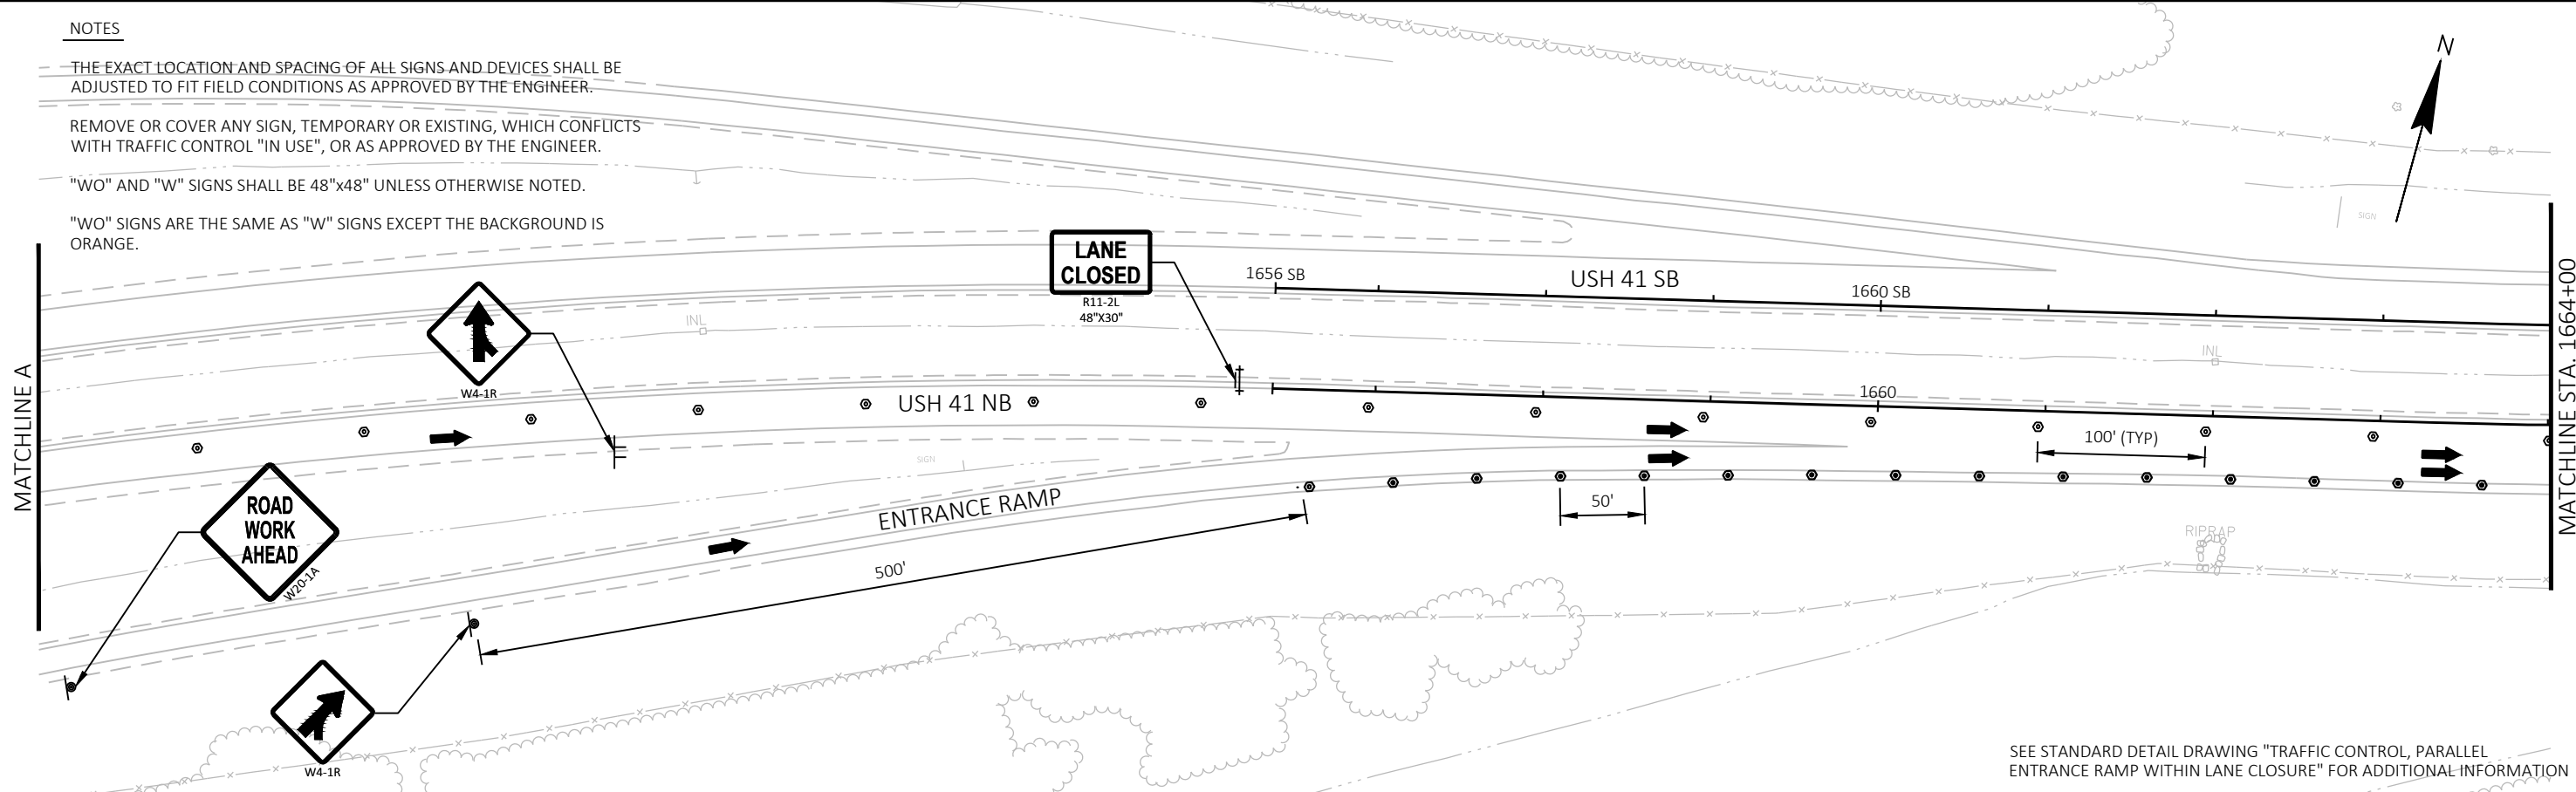 NOTES
THE EXACT LOCATION AND SPACING OF ALL SIGNS AND DEVICES SHALL BE
ADJUSTED TO FIT FIELD CONDITIONS AS APPROVED BY THE ENGINEER.
REMOVE OR COVER ANY SIGN, TEMPORARY OR EXISTING, WHICH CONFLICTS
WITH TRAFFIC CONTROL "IN USE", OR AS APPROVED BY THE ENGINEER.
"WO" AND "W" SIGNS SHALL BE 48"x48" UNLESS OTHERWISE NOTED.
"WO" SIGNS ARE THE SAME AS "W" SIGNS EXCEPT THE BACKGROUND IS
ORANGE.
N
SIGN
LANE
CLOSED
R11-2L
48"X30"
1656 SB
USH 41 SB
1660 SB
INL
INL
W4-1R
USH 41 NB
1660
100' (TYP)
MATCHLINE A
MATCHLINE STA. 1664+00
SIGN
ROAD
WORK
AHEAD
W20-1A
ENTRANCE RAMP
50'
500'
RIPRAP
W4-1R
SEE STANDARD DETAIL DRAWING "TRAFFIC CONTROL, PARALLEL
ENTRANCE RAMP WITHIN LANE CLOSURE" FOR ADDITIONAL INFORMATION